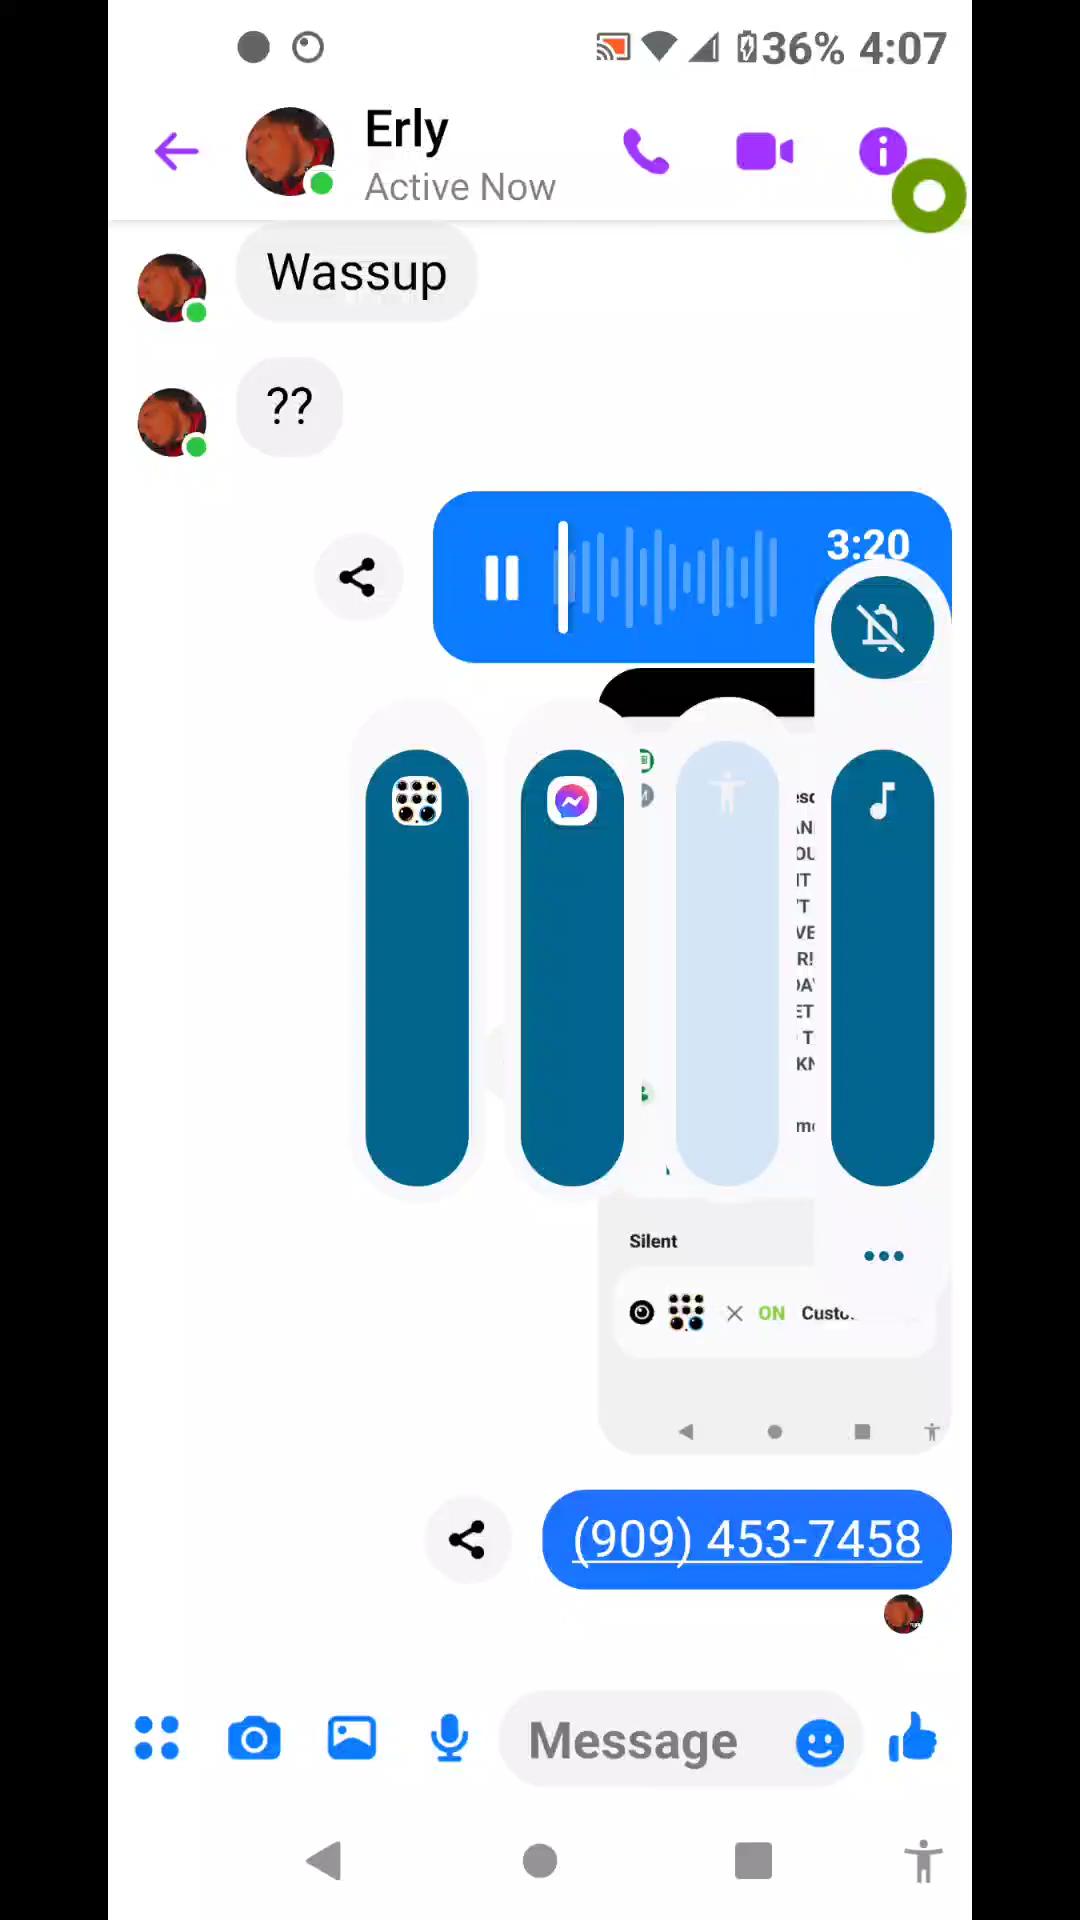 36% 4:07
Erly
Active Now
Wassup
??
3:20
Silent
ON Custo..
(909) 453-7458
Message